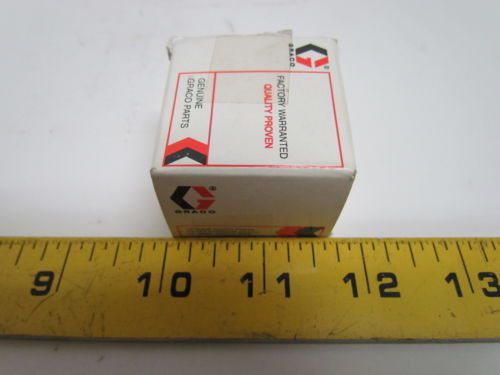 GRACO
®
FACTORY WARRANTED
QUALITY PROVEN
GENUINE
GRACO PARTS
®
GRACO
9 10 11 12 13